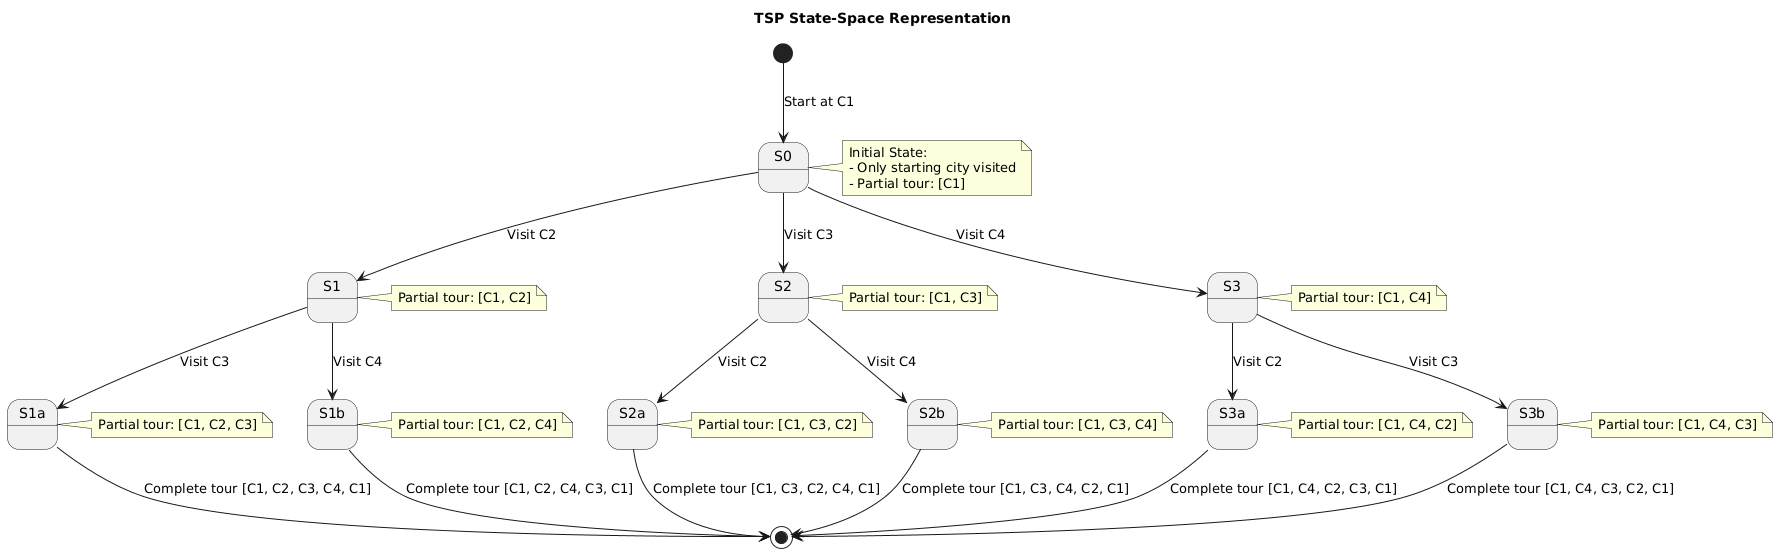 TSP State-Space Representation
Start at C1
S0
Initial State:
- Only starting city visited
- Partial tour: [C1]
Visit C2
Visit C3
Visit C4
S1
Partial tour: [C1, C2]
S2
Partial tour: [C1, C3]
S3
Partial tour: [C1, C4]
Visit C3
Visit C4
Visit C2
Visit C4
Visit C2
Visit C3
S1a
Partial tour: [C1, C2, C3]
S1b
Partial tour: [C1, C2, C4]
S2a
Partial tour: [C1, C3, C2]
S2b
Partial tour: [C1, C3, C4]
S3a
Partial tour: [C1, C4, C2]
S3b
Partial tour: [C1, C4, C3]
Complete tour [C1, C2, C3, C4, C1]
Complete tour [C1, C2, C4, C3, C1]
Complete tour [C1, C3, C2, C4, C1]
Complete tour [C1, C3, C4, C2, C1]
Complete tour [C1, C4, C2, C3, C1]
Complete tour [C1, C4, C3, C2, C1]